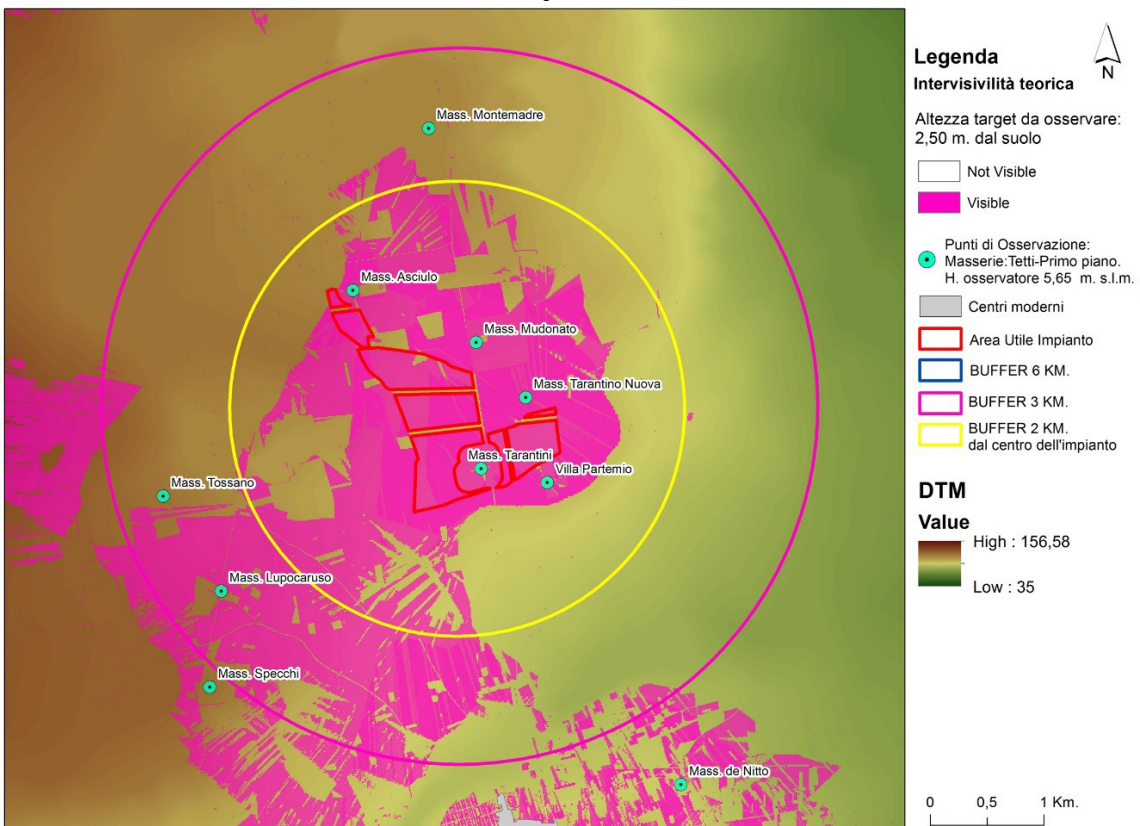 Mass. Montemadre
Mass. Asciulo
Mass. Mudonato
Mass. Tarantino Nuova
Mass. Tarantini
Villa Partemio
Mass. Tossano
Mass. Lupocaruso
Mass. Specchi
Mass. de Nitto
Legenda
N
Intervisivilità teorica
Altezza target da osservare:
2,50 m. dal suolo
Not Visible
Visible
Punti di Osservazione:
Masserie:Tetti-Primo piano.
H. osservatore 5,65 m. s.l.m.
Centri moderni
Area Utile Impianto
BUFFER 6 KM.
BUFFER 3 KM.
BUFFER 2 KM.
dal centro dell'impianto
DTM
Value
High : 156,58
Low : 35
0 0,5 1 Km.